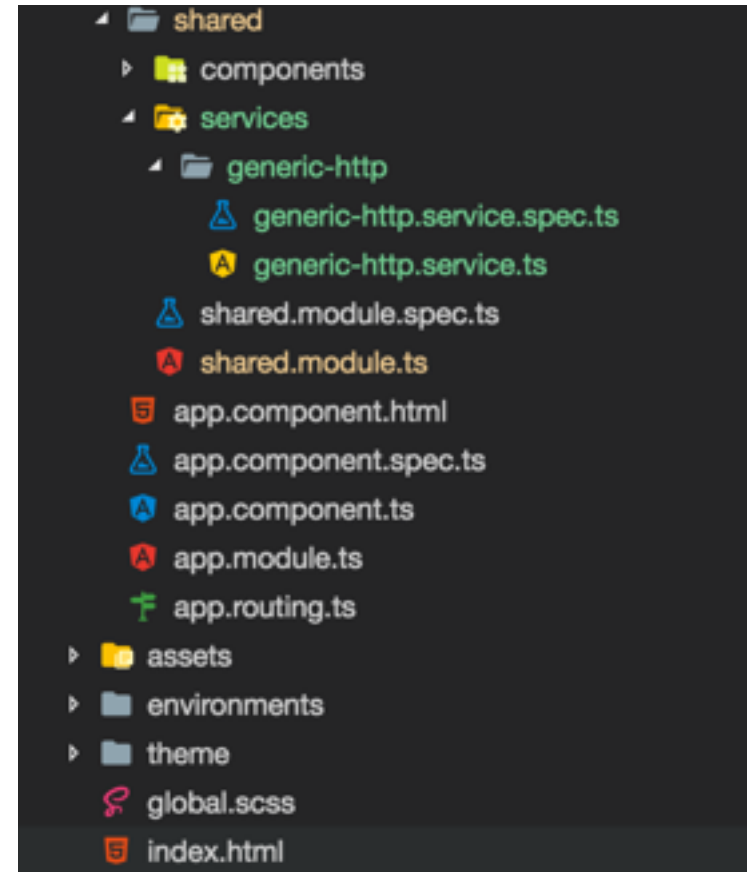 shared
components
services
generic-http
generic-http.service.spec.ts
generic-http.service.ts
shared.module.spec.ts
shared.module.ts
app.component.html
app.component.spec.ts
app.component.ts
app.module.ts
app.routing.ts
assets
environments
theme
global.scss
index.html